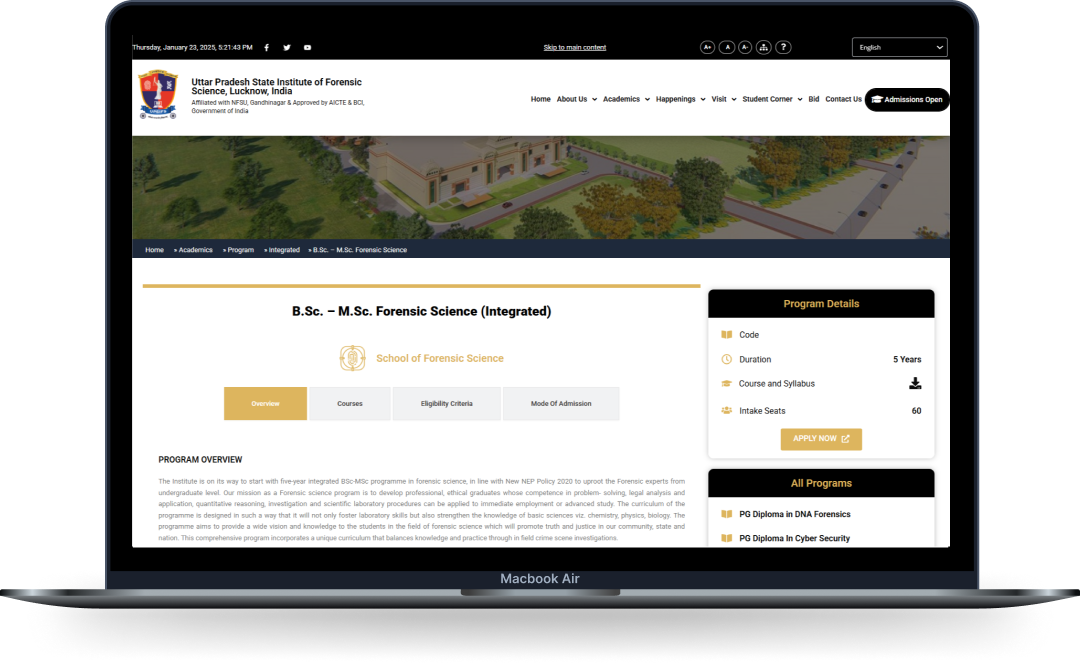 Thursday, January 23, 2025, 5:21:43 PM
Skip to main content
A+ A A- ?
English
Uttar Pradesh State Institute of Forensic
Science, Lucknow, India
Affiliated with NFSU, Gandhinagar & Approved by AICTE & BCI,
Government of India
Home About Us Academics Happenings Visit Student Corner Bid Contact Us Admissions Open
Home » Academics » Program » Integrated » B.Sc. – M.Sc. Forensic Science
B.Sc. – M.Sc. Forensic Science (Integrated)
School of Forensic Science
Overview Courses Eligibility Criteria Mode Of Admission
PROGRAM OVERVIEW
The Institute is on its way to start with five-year integrated BSc-MSc programme in forensic science, in line with New NEP Policy 2020 to uproot the Forensic experts from
undergraduate level. Our mission as a Forensic science program is to develop professional, ethical graduates whose competence in problem- solving, legal analysis and
application, quantitative reasoning, investigation and scientific laboratory procedures can be applied to immediate employment or advanced study. The curriculum of the
programme is designed in such a way that it will not only foster laboratory skills but also strengthen the knowledge of basic sciences viz. chemistry, physics, biology. The
programme aims to provide a wide vision and knowledge to the students in the field of forensic science which will promote truth and justice in our community, state and
nation. This comprehensive program incorporates a unique curriculum that balances knowledge and practice through in field crime scene investigations.
Program Details
Code
Duration 5 Years
Course and Syllabus
Intake Seats 60
APPLY NOW
All Programs
PG Diploma in DNA Forensics
PG Diploma In Cyber Security
Macbook Air